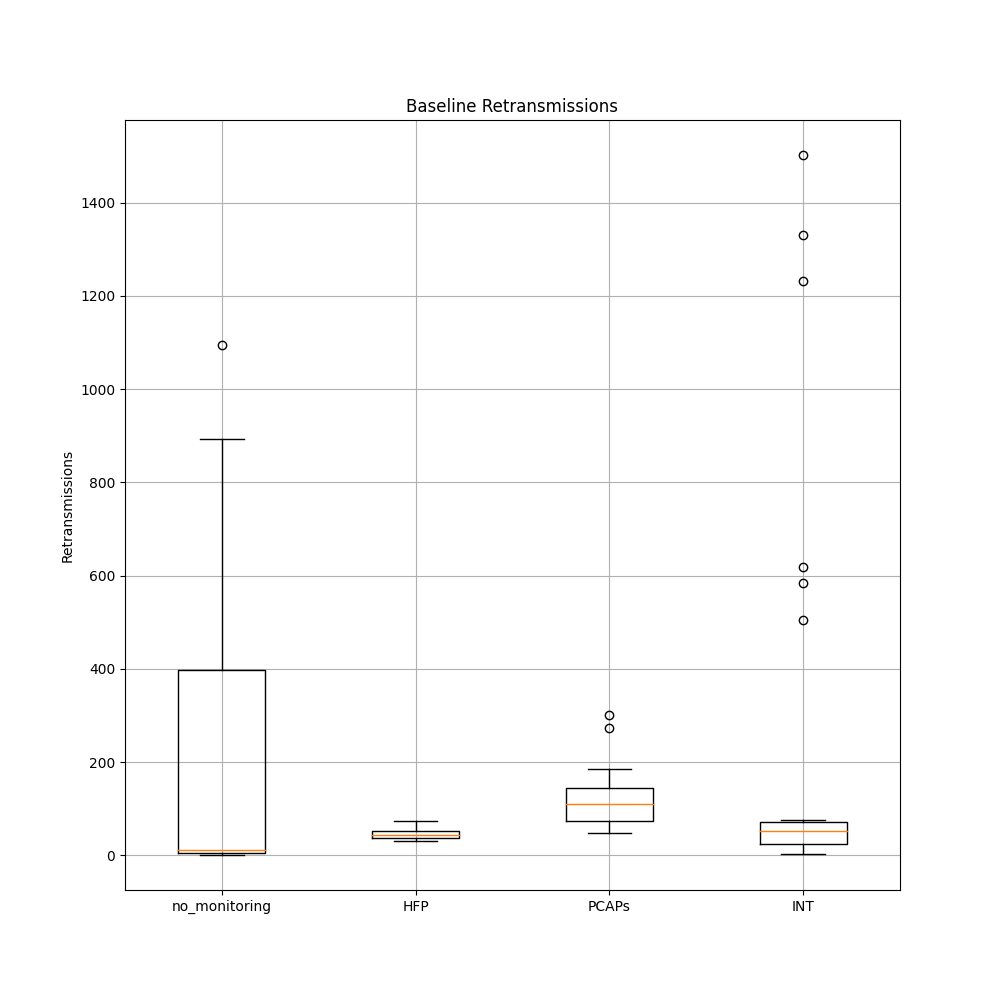 Baseline Retransmissions
Retransmissions
1400
1200
1000
800
600
400
200
0
no_monitoring HFP PCAPs INT